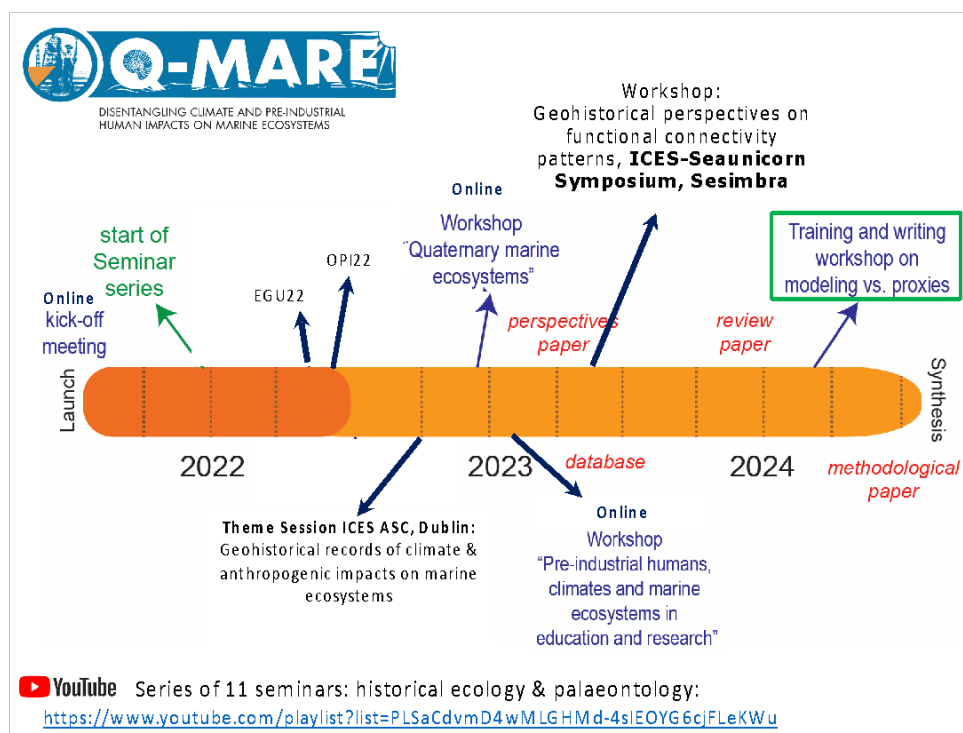 Q-MARE
DISENTANGLING CLIMATE AND PRE-INDUSTRIAL
HUMAN IMPACTS ON MARINE ECOSYSTEMS
Workshop:
Geohistorical perspectives on
functional connectivity
patterns, ICES-Seaunicorn
Symposium, Sesimbra
Online
Workshop
“Quaternary marine
ecosystems”
start of
Seminar
series
OPI22
EGU22
Online
kick-off
meeting
Training and writing
workshop on
modeling vs. proxies
perspectives
paper
review
paper
Launch
Synthesis
2022
2023
2024
database
methodological
paper
Theme Session ICES ASC, Dublin:
Geohistorical records of climate &
anthropogenic impacts on marine
ecosystems
Online
Workshop
“Pre-industrial humans,
climates and marine
ecosystems in
education and research”
YouTube Series of 11 seminars: historical ecology & palaeontology:
https://www.youtube.com/playlist?list=PLSaCdvmD4wMLGHMd-4slEOYG6cjFLeKWu